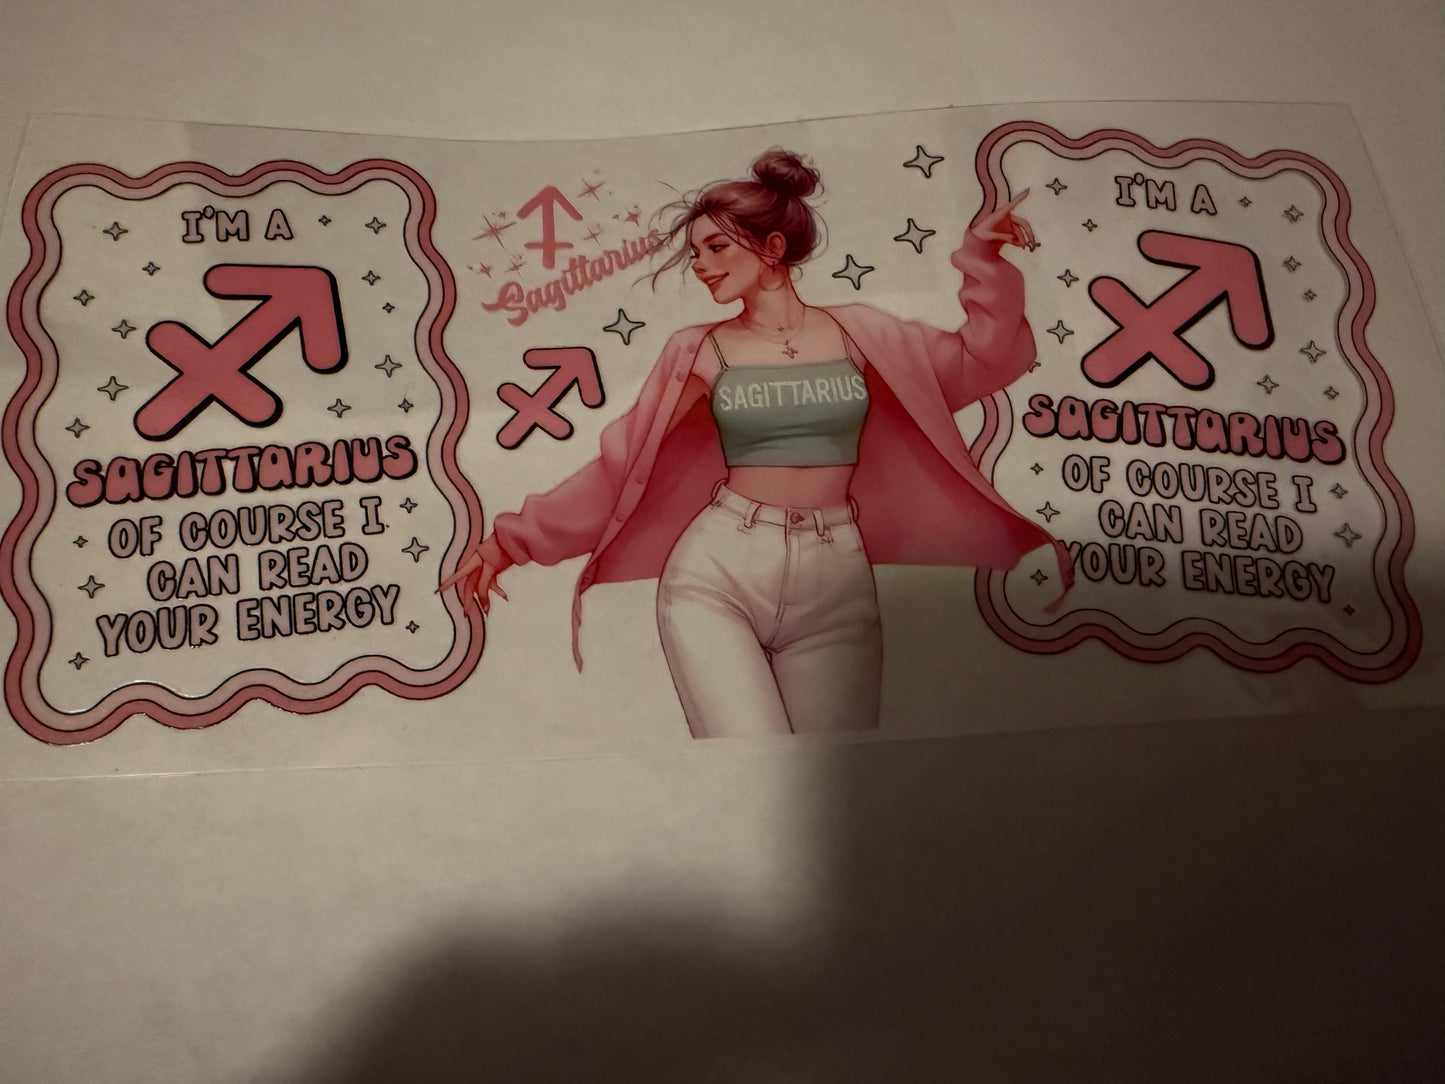 I'M A
SAGITTARIUS
OF COURSE I
CAN READ
YOUR ENERGY
Sagittarius
SAGITTARIUS
I'M A
SAGITTARIUS
OF COURSE I
CAN READ
YOUR ENERGY